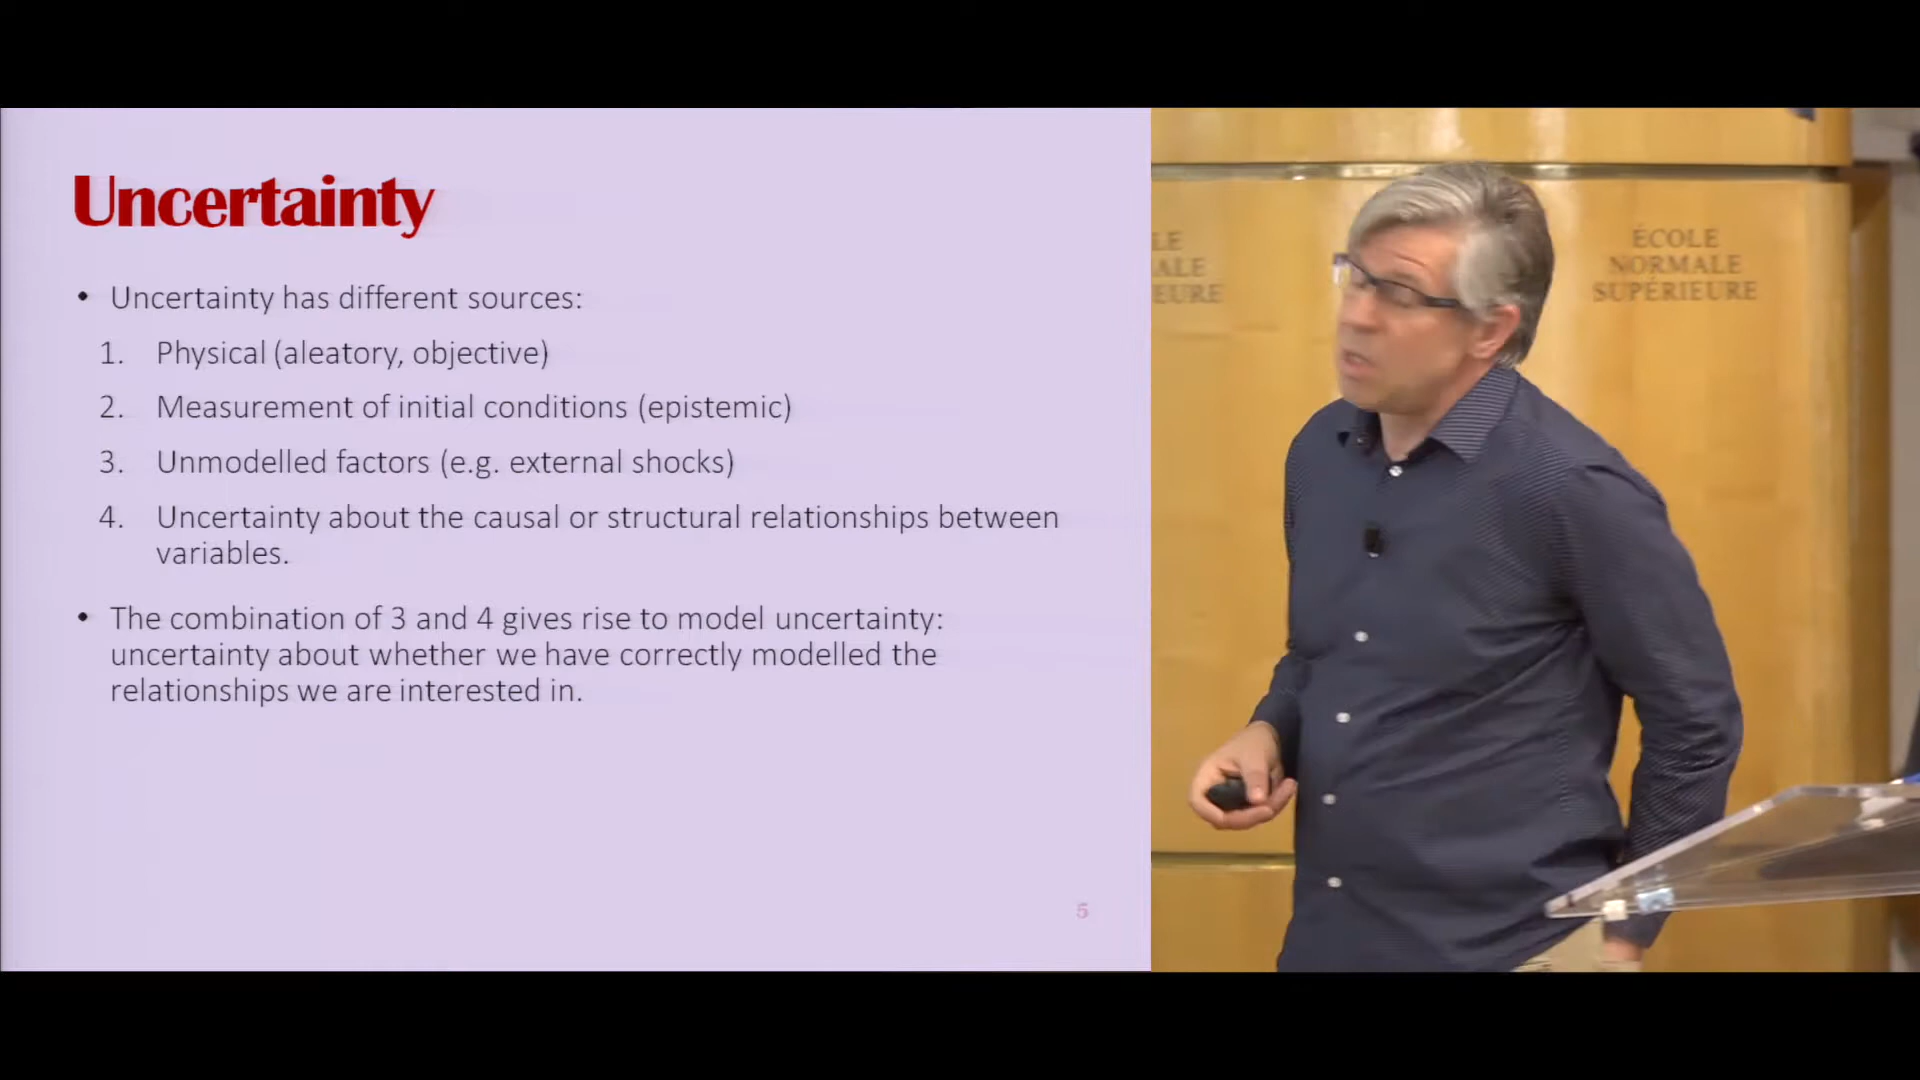 Uncertainty
• Uncertainty has different sources:
1. Physical (aleatory, objective)
2. Measurement of initial conditions (epistemic)
3. Unmodelled factors (e.g. external shocks)
4. Uncertainty about the causal or structural relationships between
variables.
• The combination of 3 and 4 gives rise to model uncertainty:
uncertainty about whether we have correctly modelled the
relationships we are interested in.
5
LE
ALE
EURE
ÉCOLE
NORMALE
SUPÉRIEURE